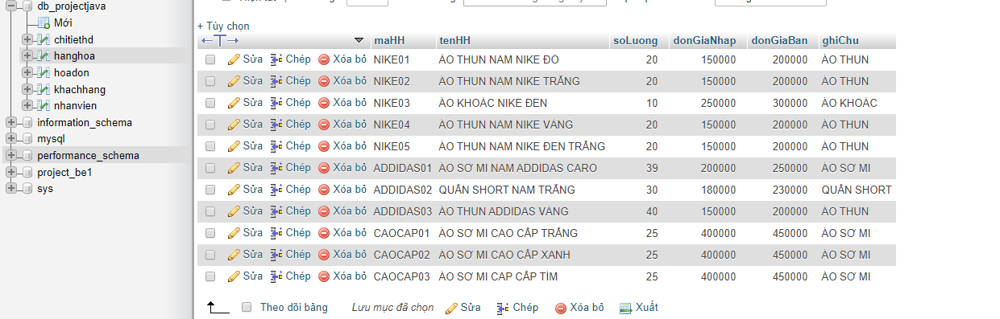 db_projectjava
Mới
chitiethd
hanghoa
hoadon
khachhang
nhanvien
information_schema
mysql
performance_schema
project_be1
sys
+ Tùy chọn
maHH tenHH soLuong donGiaNhap donGiaBan ghiChu
Sửa Chép Xóa bỏ NIKE01 ÁO THUN NAM NIKE ĐỎ 20 150000 200000 ÁO THUN
Sửa Chép Xóa bỏ NIKE02 ÁO THUN NAM NIKE TRẮNG 20 150000 200000 ÁO THUN
Sửa Chép Xóa bỏ NIKE03 ÁO KHOÁC NIKE ĐEN 10 250000 300000 ÁO KHOÁC
Sửa Chép Xóa bỏ NIKE04 ÁO THUN NAM NIKE VÀNG 20 150000 200000 ÁO THUN
Sửa Chép Xóa bỏ NIKE05 ÁO THUN NAM NIKE ĐEN TRẮNG 20 150000 200000 ÁO THUN
Sửa Chép Xóa bỏ ADDIDAS01 ÁO SƠ MI NAM ADDIDAS CARO 39 200000 250000 ÁO SƠ MI
Sửa Chép Xóa bỏ ADDIDAS02 QUẦN SHORT NAM TRẮNG 30 180000 230000 QUẦN SHORT
Sửa Chép Xóa bỏ ADDIDAS03 ÁO THUN ADDIDAS VÀNG 40 150000 200000 ÁO THUN
Sửa Chép Xóa bỏ CAOCAP01 ÁO SƠ MI CAO CẤP TRẮNG 25 400000 450000 ÁO SƠ MI
Sửa Chép Xóa bỏ CAOCAP02 ÁO SƠ MI CAO CẤP XANH 25 400000 450000 ÁO SƠ MI
Sửa Chép Xóa bỏ CAOCAP03 ÁO SƠ MI CAP CẤP TÍM 25 400000 450000 ÁO SƠ MI
Theo dõi bảng Lưu mục đã chọn Sửa Chép Xóa bỏ Xuất